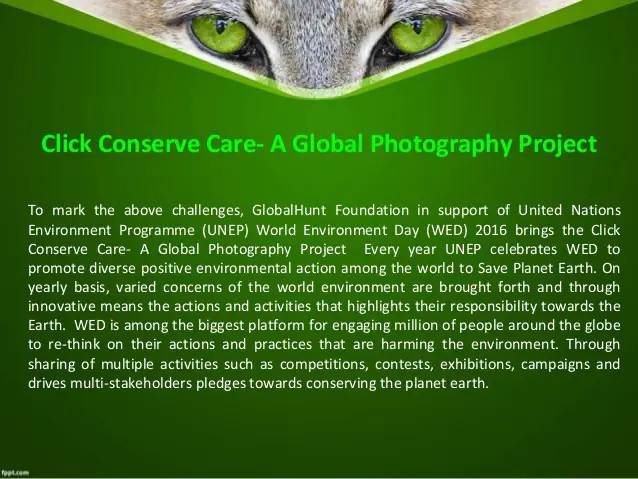 Click Conserve Care- A Global Photography Project
To mark the above challenges, GlobalHunt Foundation in support of United Nations
Environment Programme (UNEP) World Environment Day (WED) 2016 brings the Click
Conserve Care- A Global Photography Project Every year UNEP celebrates WED to
promote diverse positive environmental action among the world to Save Planet Earth. On
yearly basis, varied concerns of the world environment are brought forth and through
innovative means the actions and activities that highlights their responsibility towards the
Earth. WED is among the biggest platform for engaging million of people around the globe
to re-think on their actions and practices that are harming the environment. Through
sharing of multiple activities such as competitions, contests, exhibitions, campaigns and
drives multi-stakeholders pledges towards conserving the planet earth.
fppt.com